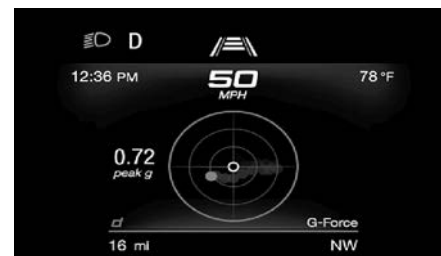 D
12:36 PM
50
MPH
78 °F
0.72
peak g
d
G-Force
16 mi
NW